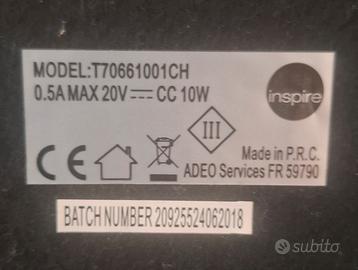 MODEL:T70661001CH
0.5A MAX 20V⎓CC 10W
inspire
III
CE
Made in P.R.C.
ADEO Services FR 59790
BATCH NUMBER 20925524062018
subito